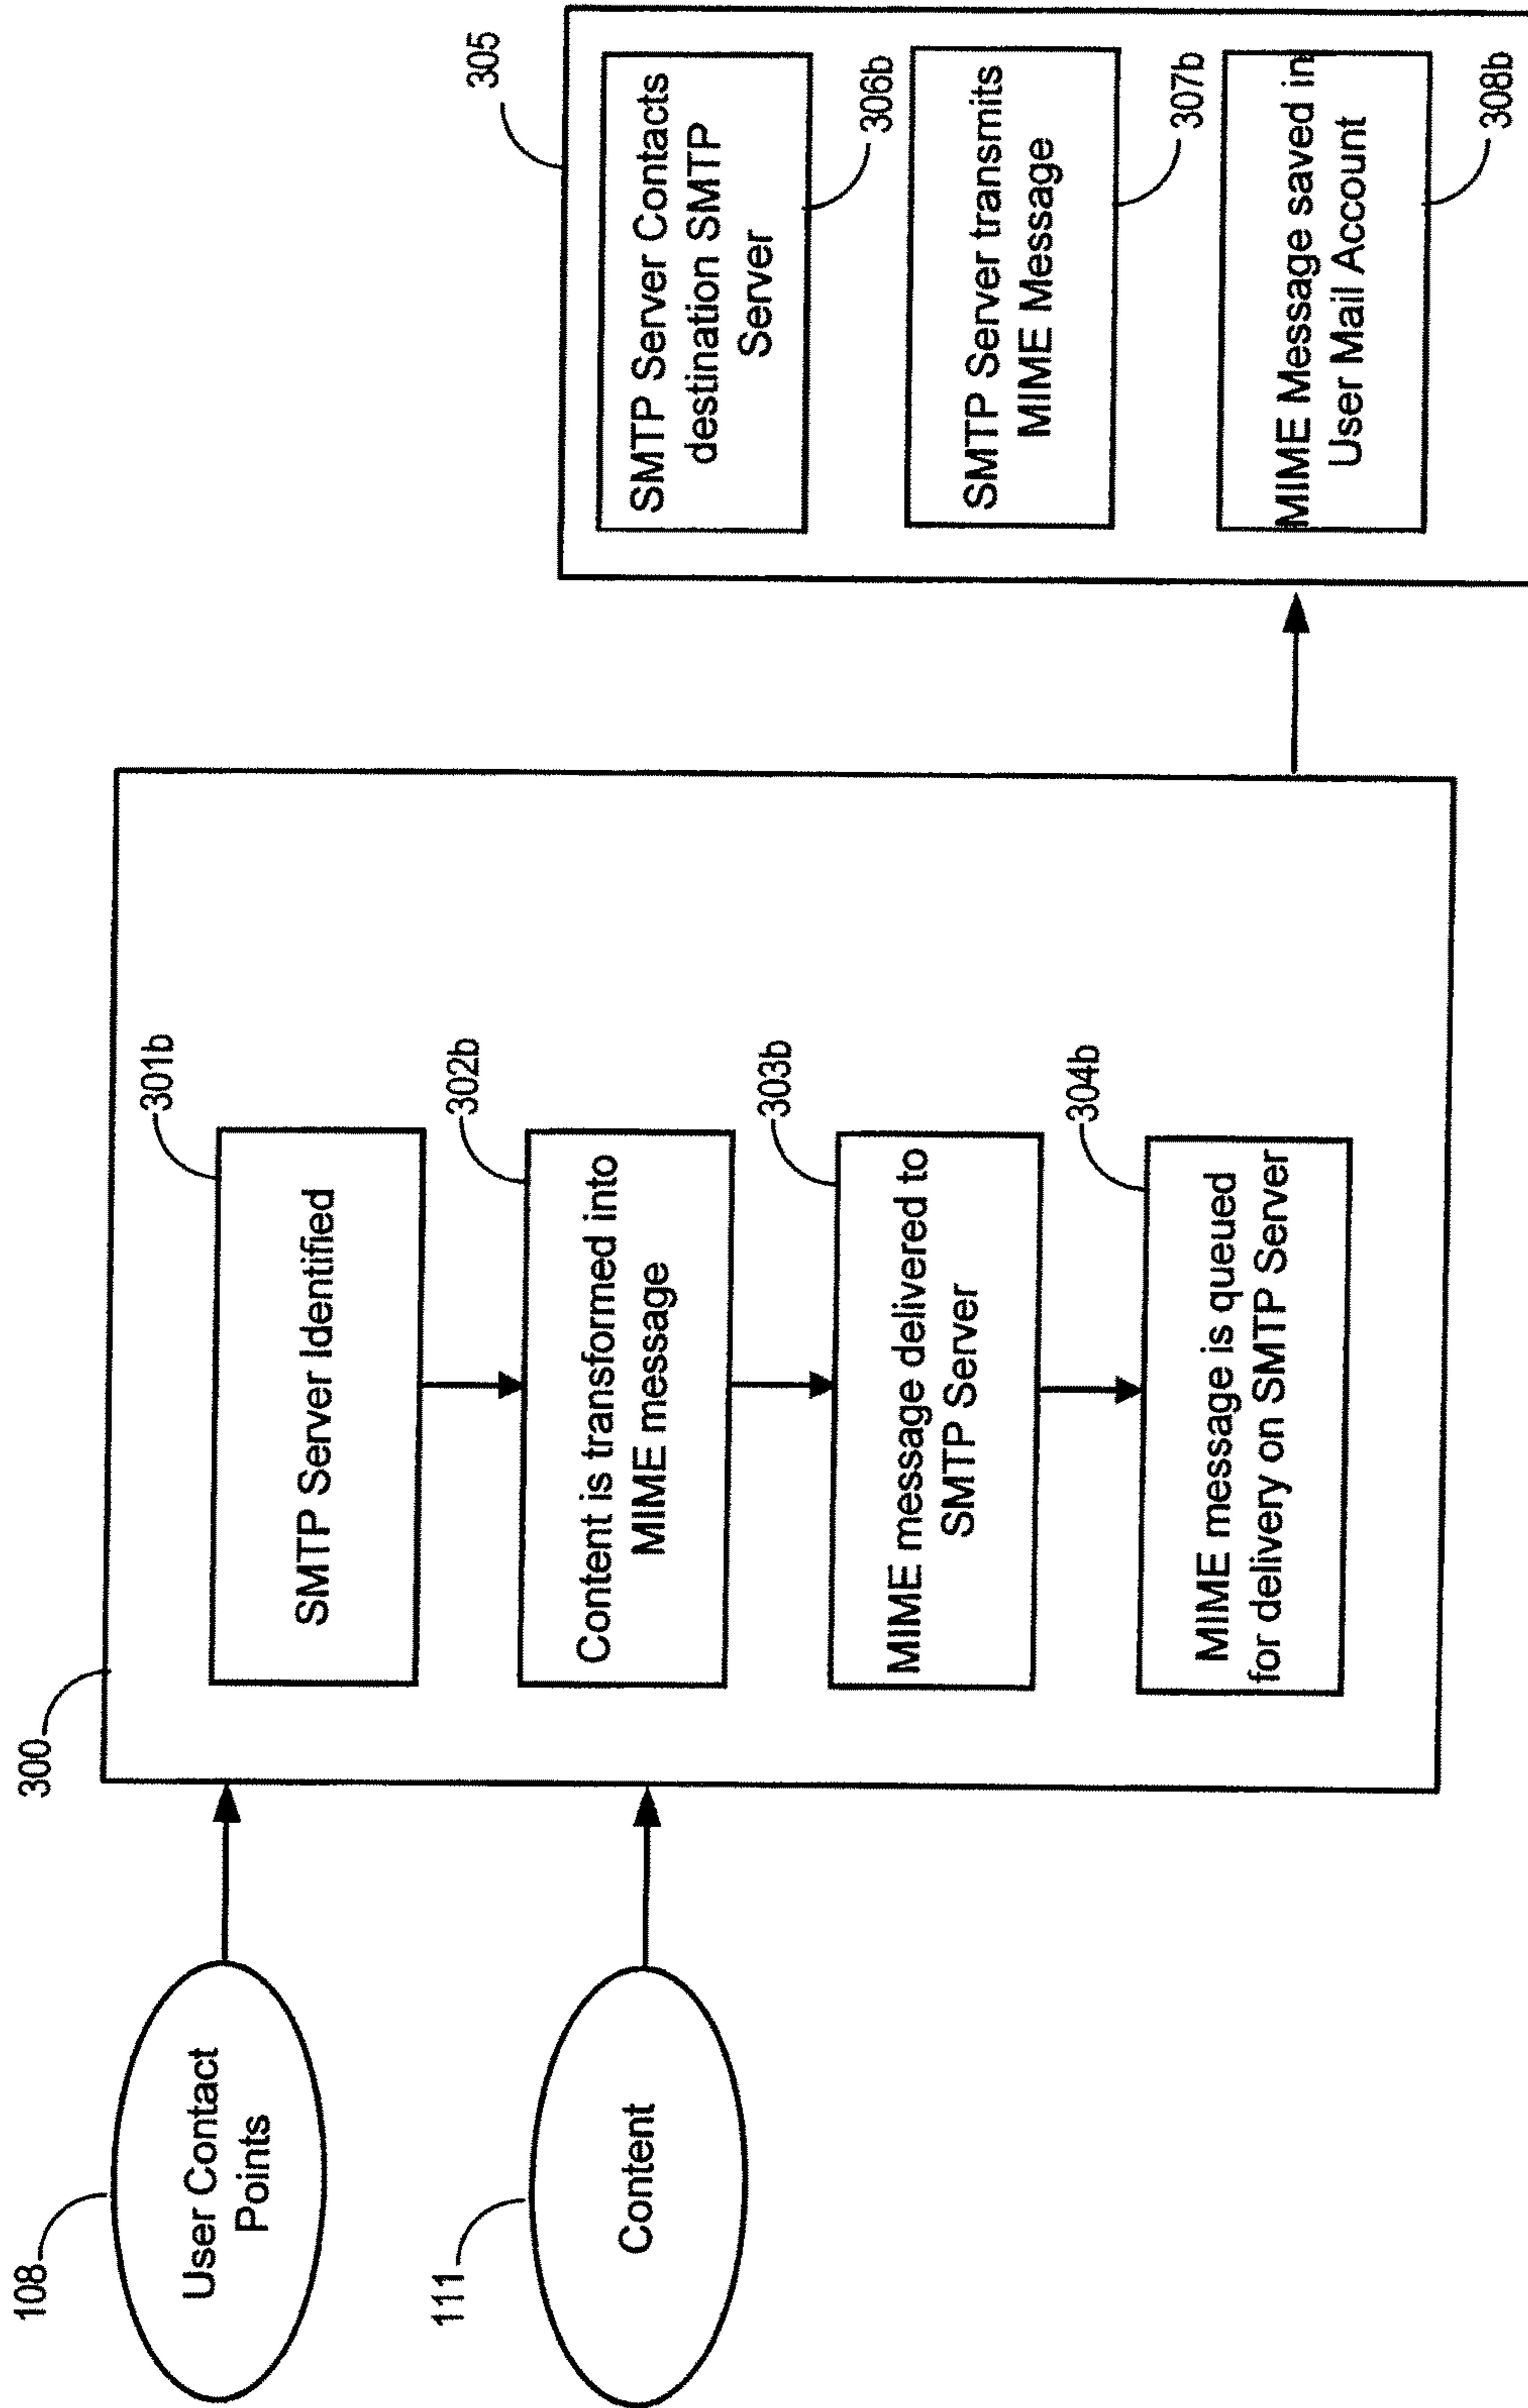 108
User Contact
Points
111
Content
300
301b
SMTP Server Identified
302b
Content is transformed into
MIME message
303b
MIME message delivered to
SMTP Server
304b
MIME message is queued
for delivery on SMTP Server
305
SMTP Server Contacts
destination SMTP
Server
306b
SMTP Server transmits
MIME Message
307b
MIME Message saved in
User Mail Account
308b